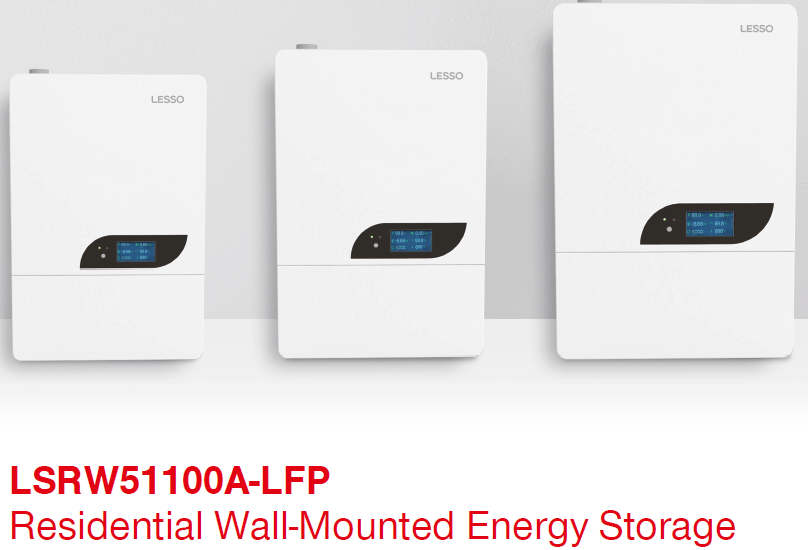 LESSO
LESSO
LESSO
LSRW51100A-LFP
Residential Wall-Mounted Energy Storage